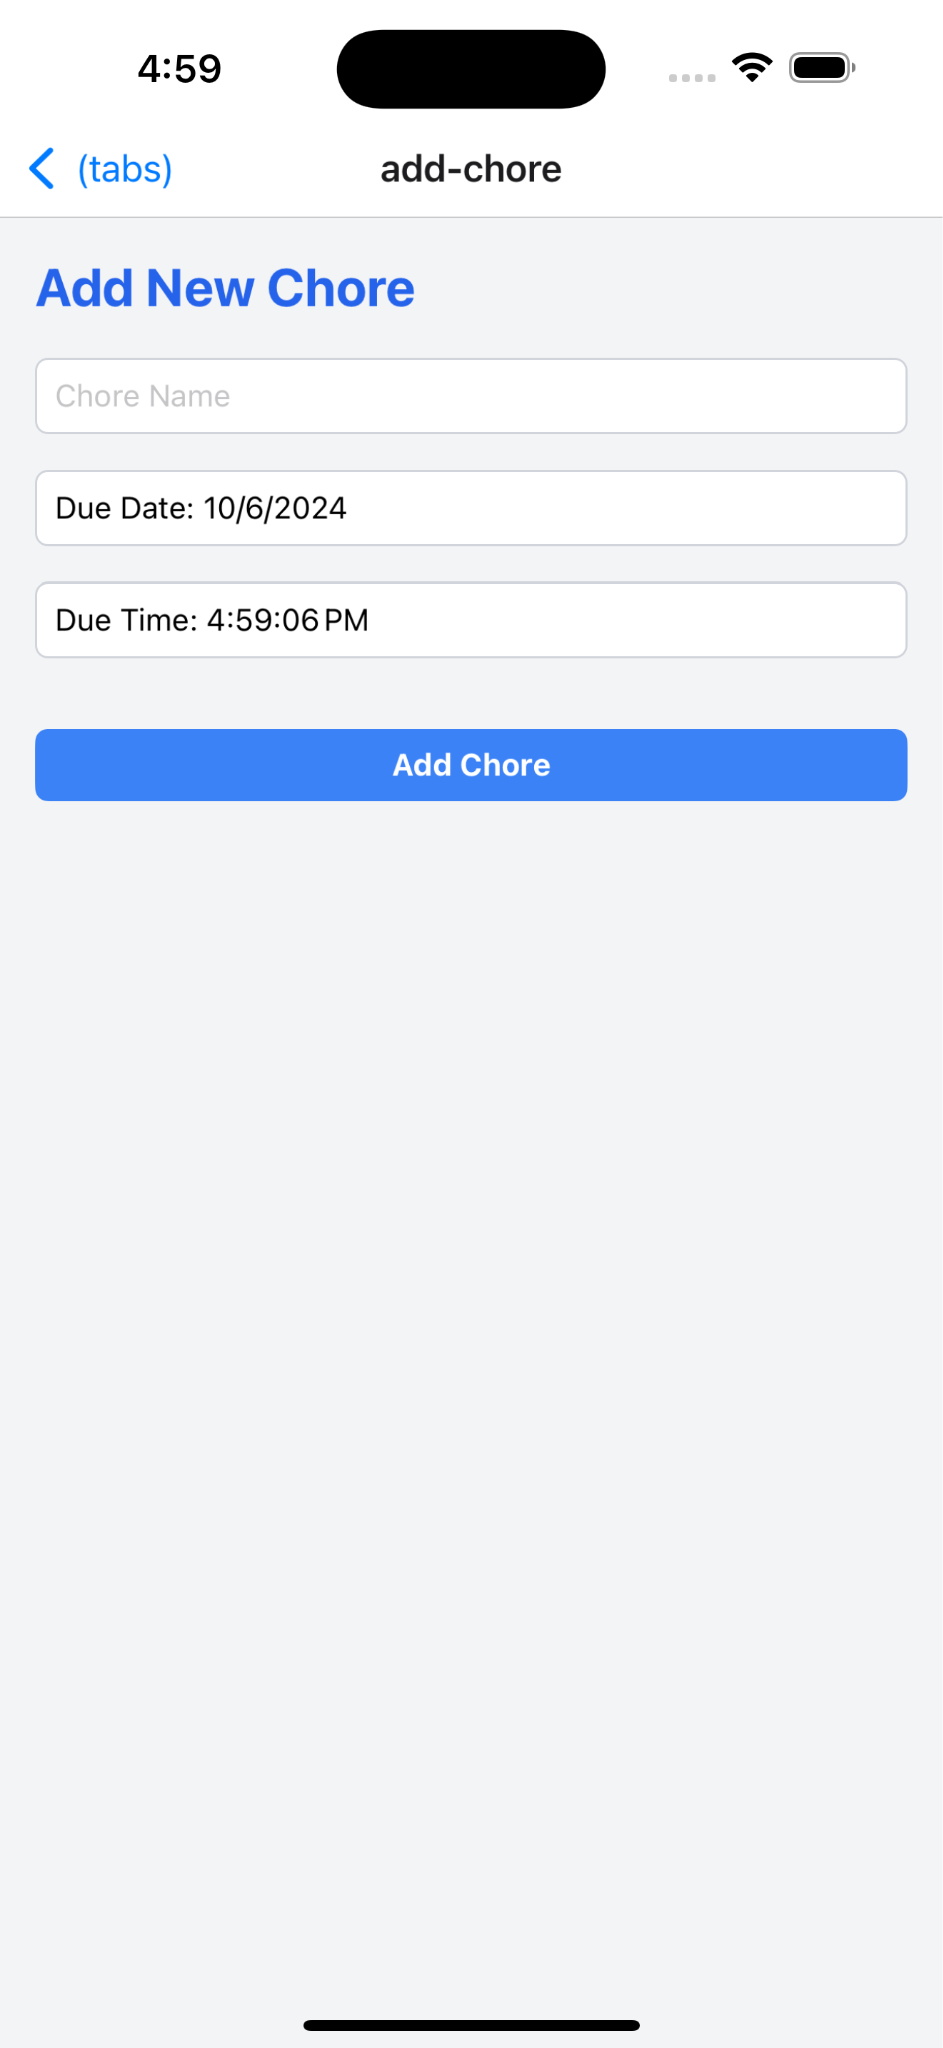 4:59
(tabs)
add-chore
Add New Chore
Chore Name
Due Date: 10/6/2024
Due Time: 4:59:06 PM
Add Chore